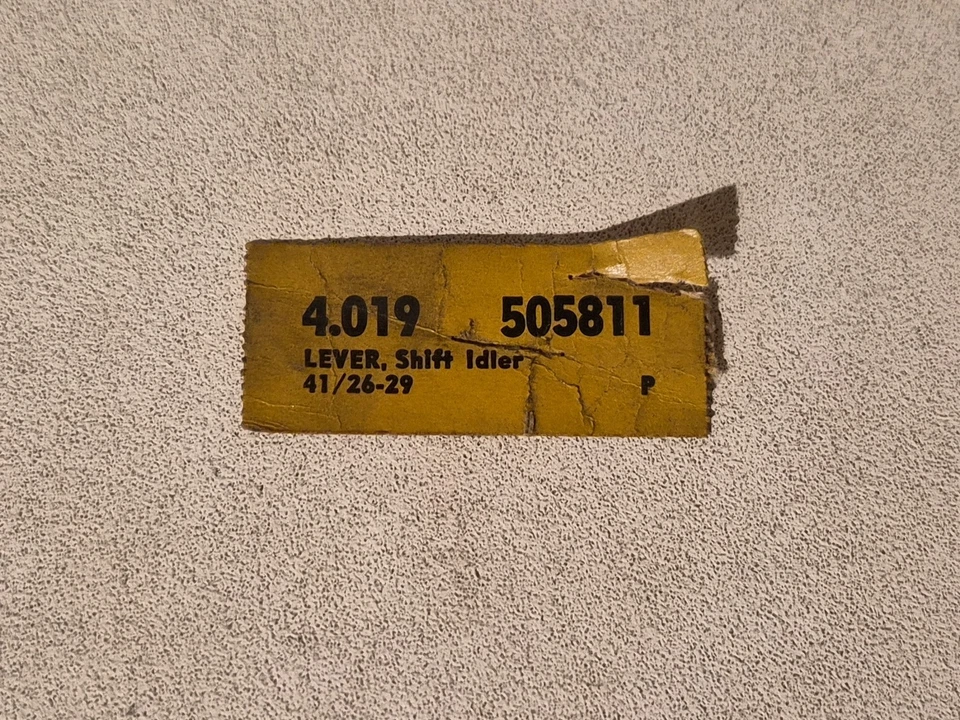 4.019 505811
LEVER, Shift Idler
41/26-29 P